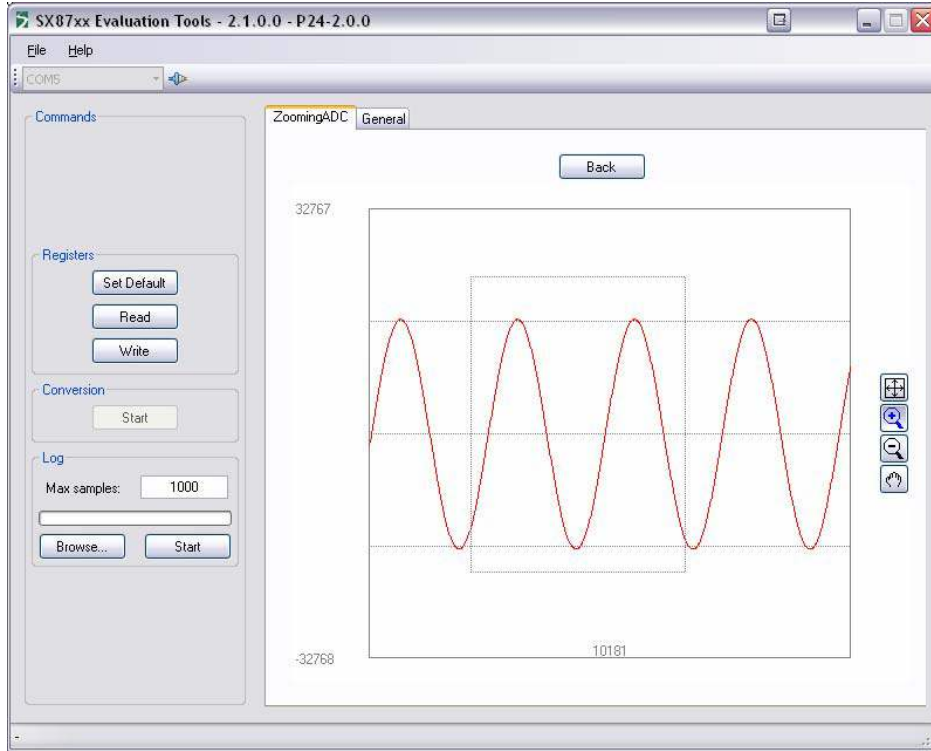 SX87xx Evaluation Tools - 2.1.0.0 - P24-2.0.0
File Help
COM5
Commands
Registers
Set Default
Read
Write
Conversion
Start
Log
Max samples: 1000
Browse... Start
ZoomingADC General
Back
32767
-32768
10181
-